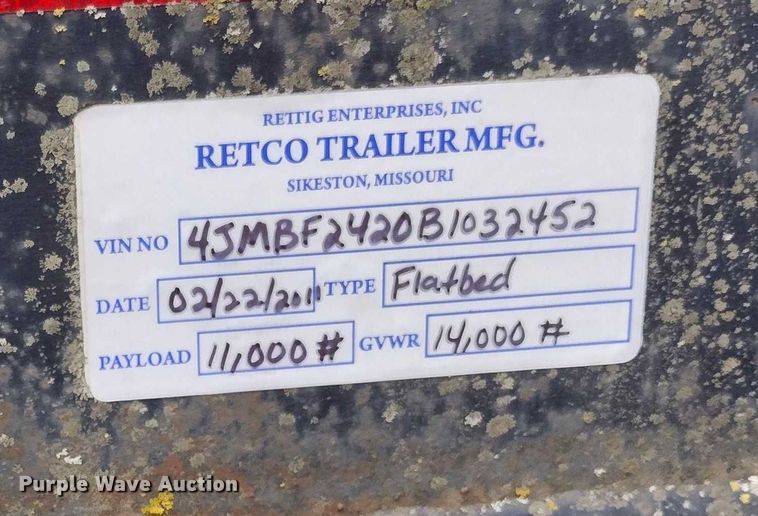 RETTIG ENTERPRISES, INC
RETCO TRAILER MFG.
SIKESTON, MISSOURI
VIN NO 4JMBF2420B1032452
DATE 02/22/2011 TYPE Flatbed
PAYLOAD 11,000 # GVWR 14,000 #
Purple Wave Auction